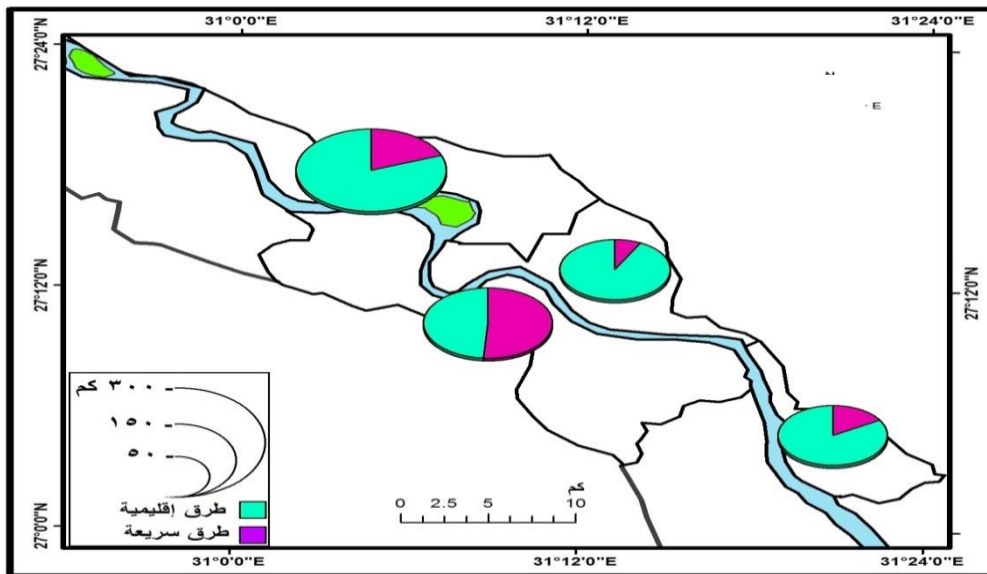 31°0'0"E
31°12'0"E
31°24'0"E
27°24'0"N
N
E
27°12'0"N
27°12'0"N
٣٠٠ كم
١٥٠
٥٠
طرق إقليمية
طرق سريعة
كم
0 2.5 5 10
27°0'0"N
31°0'0"E
31°12'0"E
31°24'0"E